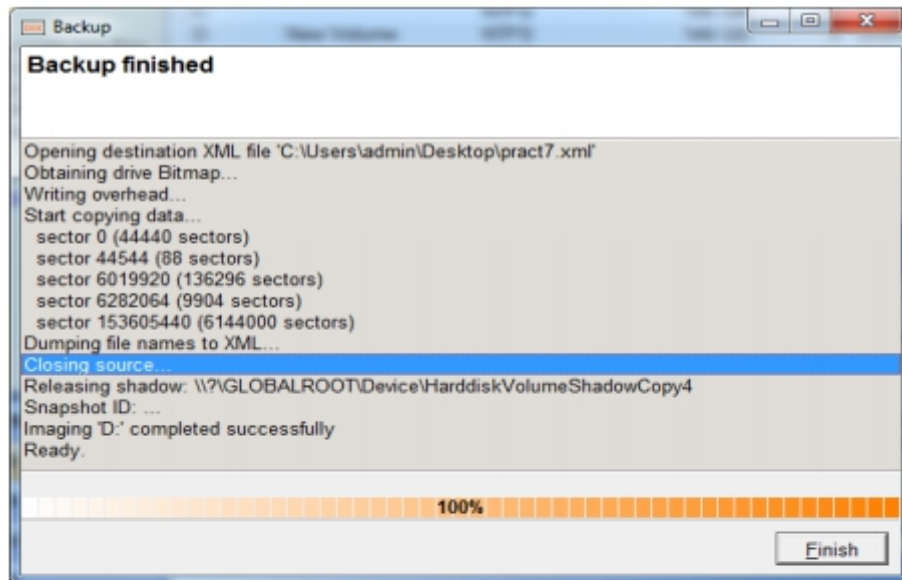 Backup
New Volume
NTFS
Backup finished
Opening destination XML file 'C:\Users\admin\Desktop\pract7.xml'
Obtaining drive Bitmap...
Writing overhead...
Start copying data...
sector 0 (44440 sectors)
sector 44544 (88 sectors)
sector 6019920 (136296 sectors)
sector 6282064 (9904 sectors)
sector 153605440 (6144000 sectors)
Dumping file names to XML...
Closing source...
Releasing shadow: \\?\GLOBALROOT\Device\HarddiskVolumeShadowCopy4
Snapshot ID: ...
Imaging 'D:' completed successfully
Ready.
100%
Finish